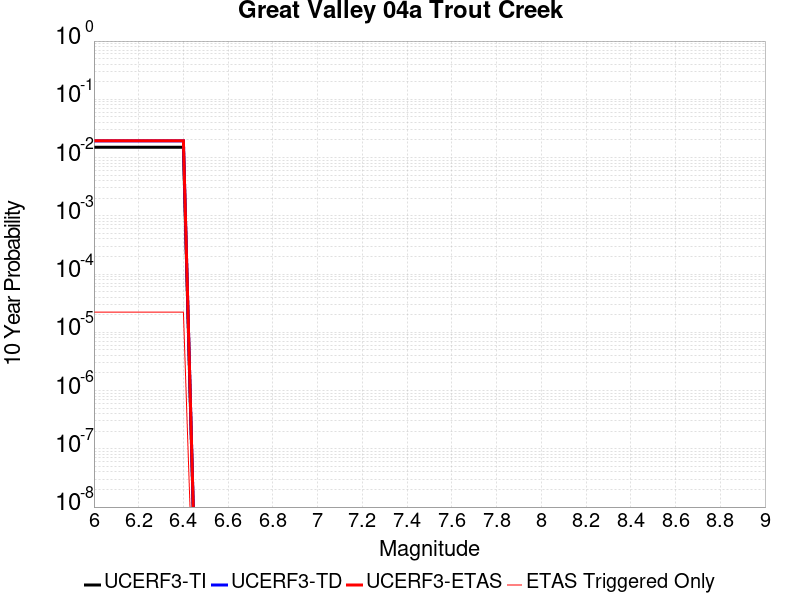 Great Valley 04a Trout Creek
10^0
10^-1
10^-2
10^-3
10^-4
10^-5
10^-6
10^-7
10^-8
10 Year Probability
6 6.2 6.4 6.6 6.8 7 7.2 7.4 7.6 7.8 8 8.2 8.4 8.6 8.8 9
Magnitude
UCERF3-TI UCERF3-TD UCERF3-ETAS ETAS Triggered Only